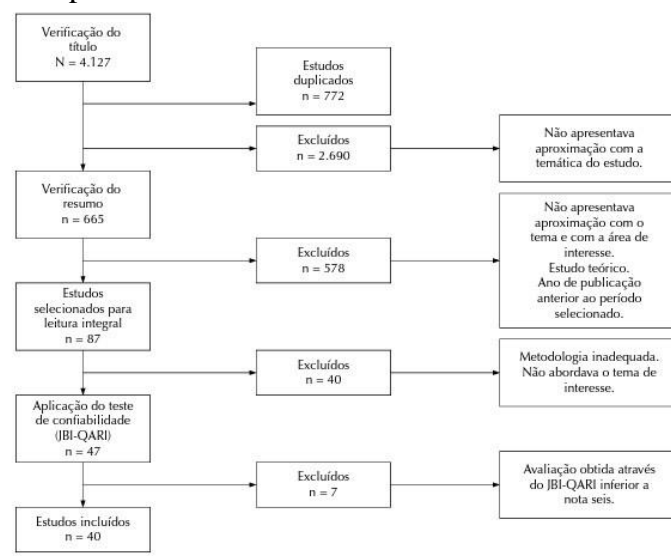 Verificação do
título
N = 4.127
Estudos
duplicados
n = 772
Excluídos
n = 2.690
Não apresentava
aproximação com a
temática do estudo.
Verificação do
resumo
n = 665
Excluídos
n = 578
Não apresentava
aproximação com o
tema e com a área de
interesse.
Estudo teórico.
Ano de publicação
anterior ao período
selecionado.
Estudos
selecionados para
leitura integral
n = 87
Excluídos
n = 40
Metodologia inadequada.
Não abordava o tema de
interesse.
Aplicação do teste
de confiabilidade
(JBI-QARI)
n = 47
Excluídos
n = 7
Avaliação obtida através
do JBI-QARI inferior a
nota seis.
Estudos incluídos
n = 40